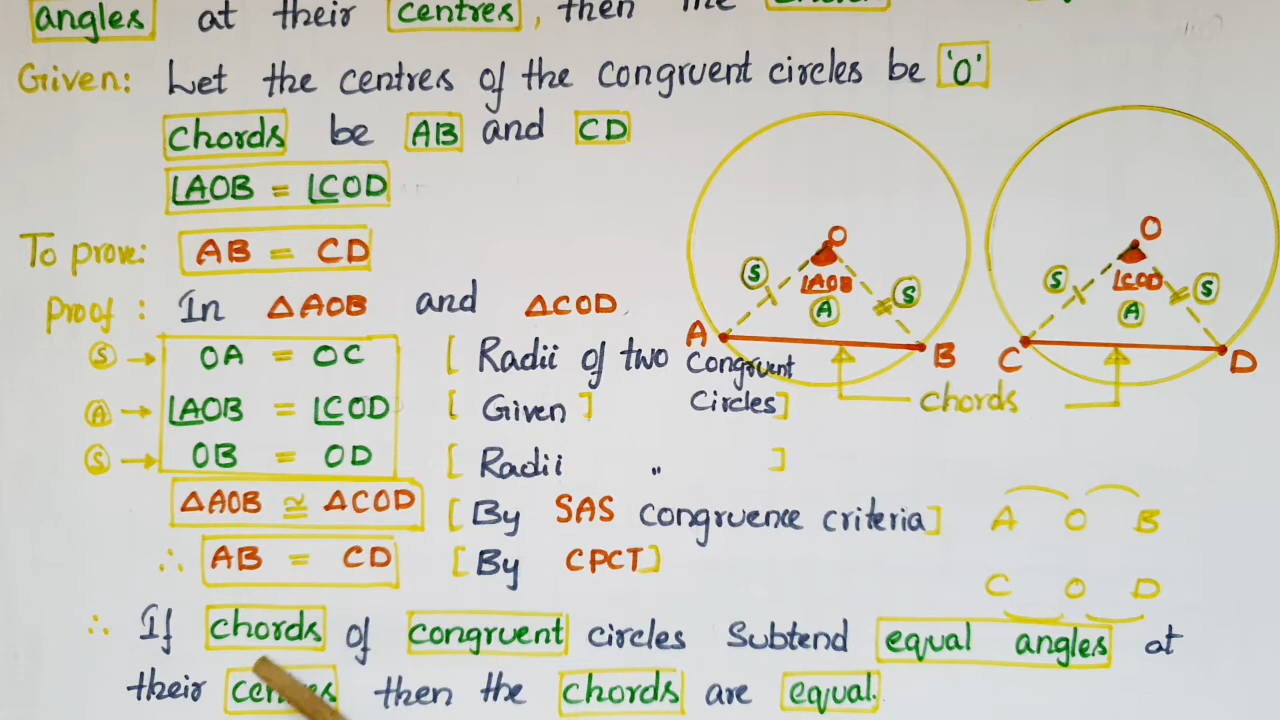 angles at their centres, then the
Given: Let the centres of the congruent circles be 'O'
Chords be AB and CD
∠AOB = ∠COD
To prove: AB = CD
Proof: In ΔAOB and ΔCOD
S → OA = OC [Radii of two congruent circles]
A → ∠AOB = ∠COD [Given]
S → OB = OD [Radii " ]
ΔAOB ≅ ΔCOD [By SAS congruence criteria]
∴ AB = CD [By CPCT]
∴ If chords of congruent circles Subtend equal angles at
their centres then the chords are equal.
O
S S
∠AOB
A
A B
O
S S
∠COD
A
C D
chords
A O B
C O D